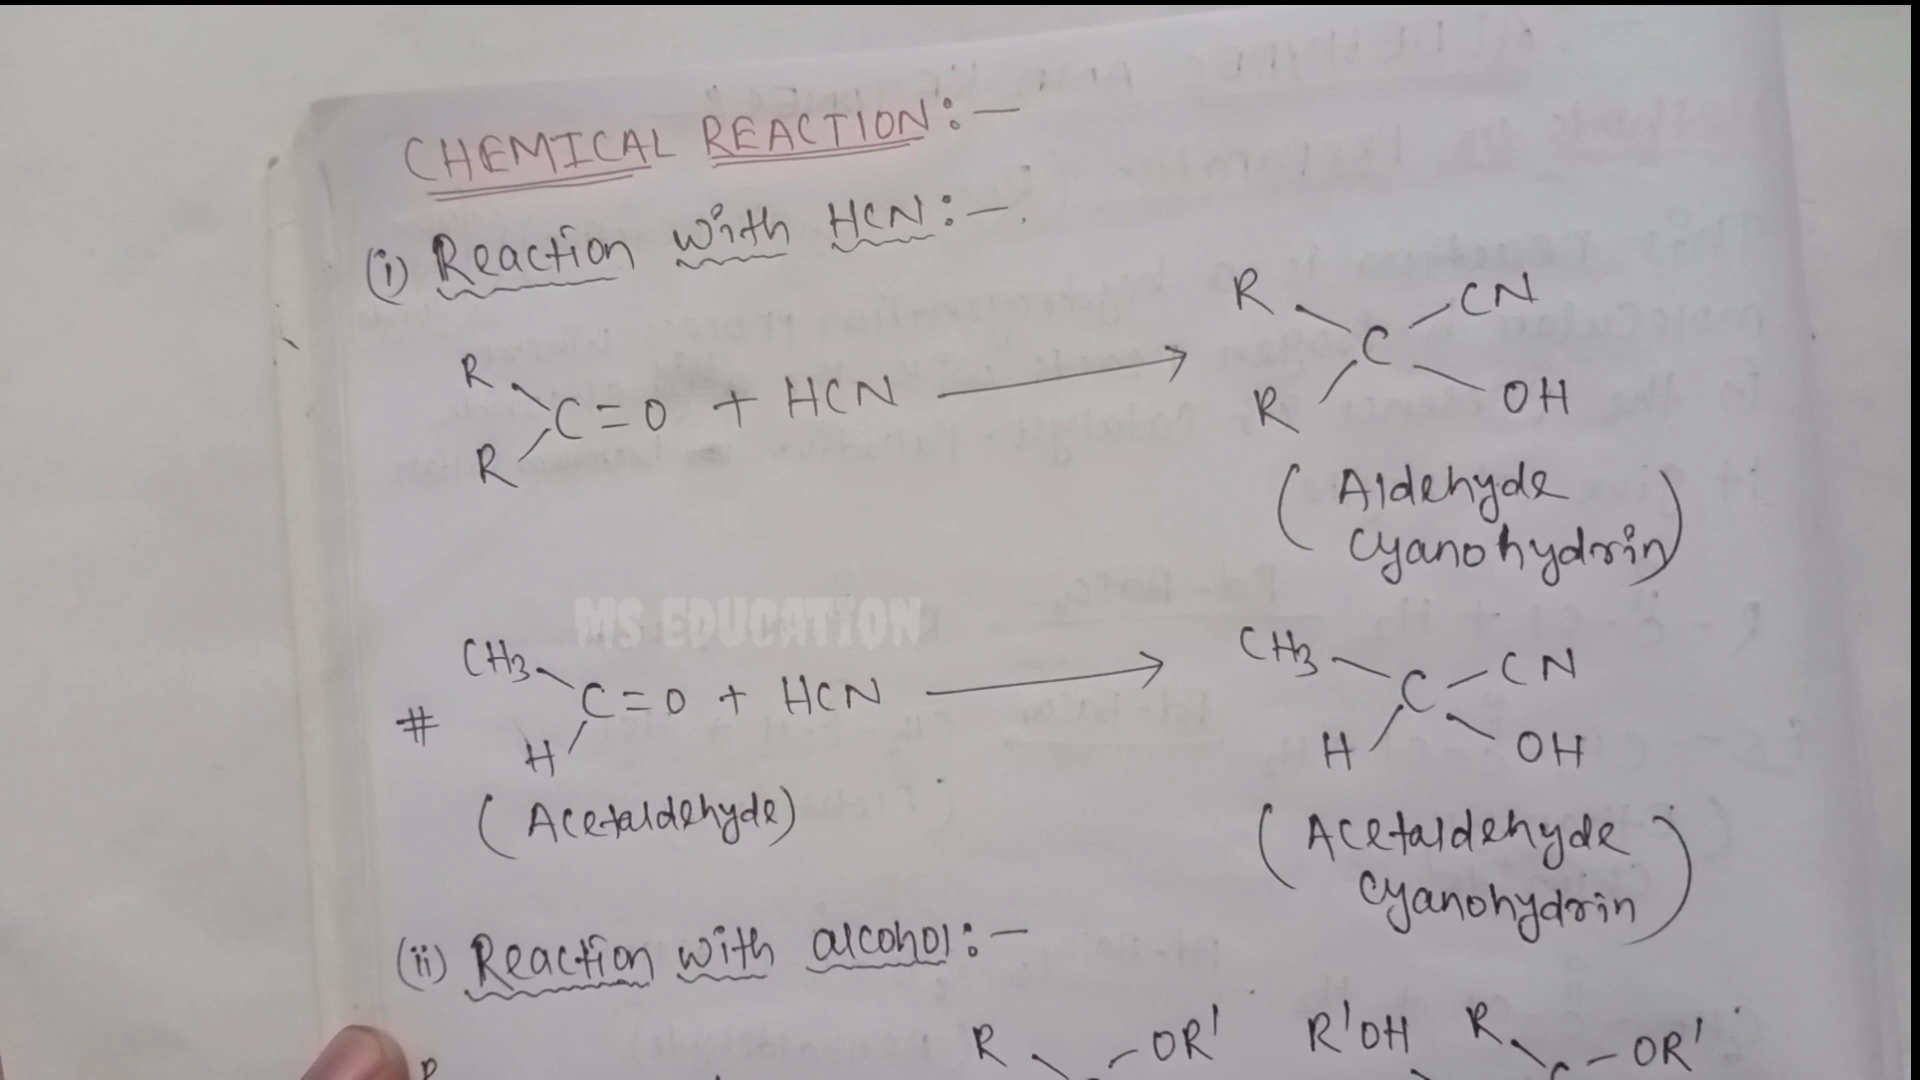 CHEMICAL REACTION:-
(i) Reaction with HCN:-
R R C=O + HCN → R R C CN OH
(Aldehyde
cyanohydrin)
MS EDUCATION
# CH3 H C=O + HCN → CH3 H C CN OH
(Acetaldehyde) (Acetaldehyde
cyanohydrin)
(ii) Reaction with alcohol:-
R OR' R'OH R C OR'